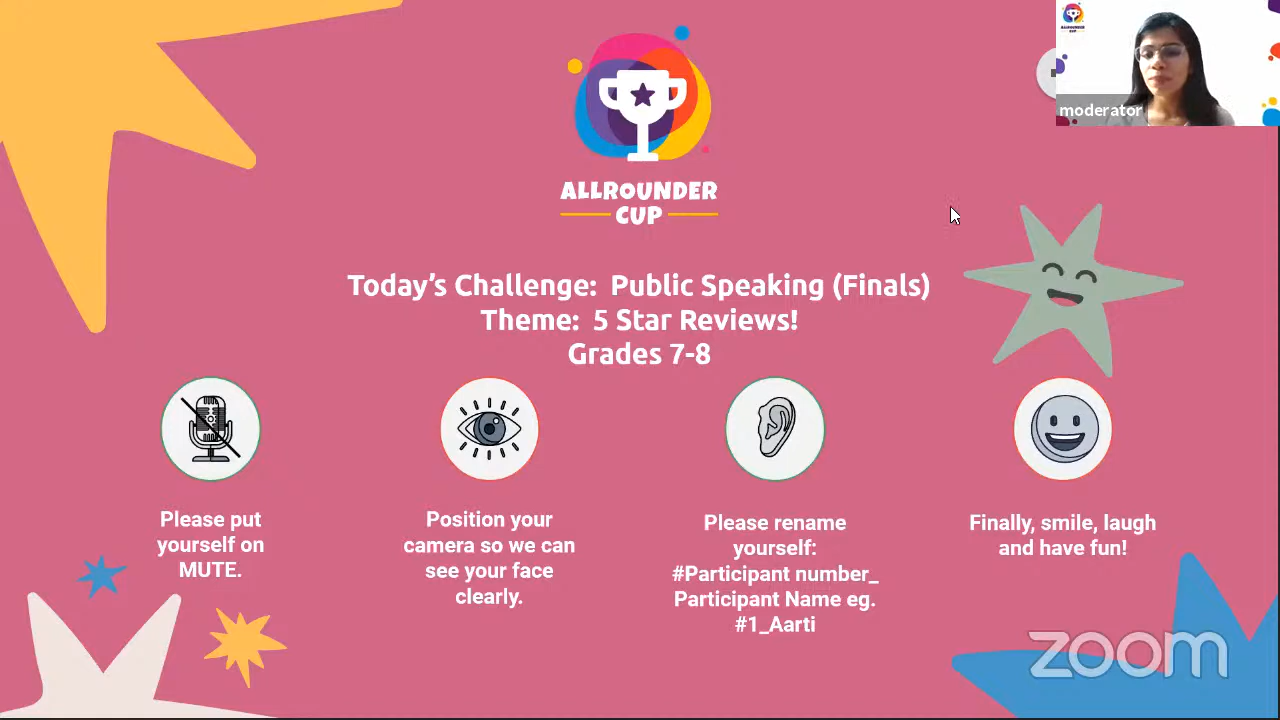 ALLROUNDER
CUP
moderator
ALLROUNDER
CUP
Today's Challenge:  Public Speaking (Finals)
Theme:  5 Star Reviews!
Grades 7-8
Please put
yourself on
MUTE.
Position your
camera so we can
see your face
clearly.
Please rename
yourself:
#Participant number_
Participant Name eg.
#1_Aarti
Finally, smile, laugh
and have fun!
zoom